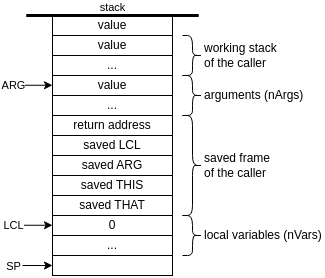 stack
value
value
...
working stack
of the caller
ARG
value
...
arguments (nArgs)
return address
saved LCL
saved ARG
saved THIS
saved THAT
saved frame
of the caller
LCL
0
...
local variables (nVars)
SP